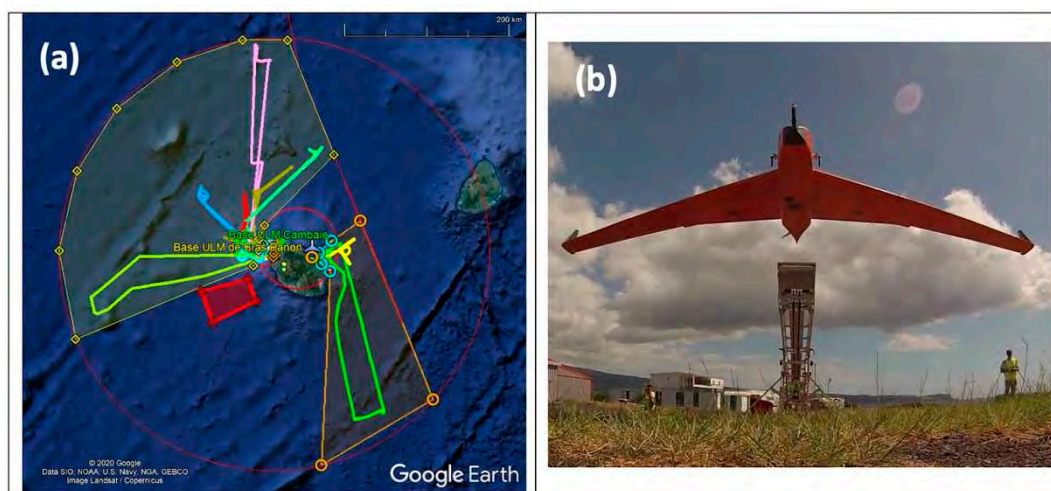 (a)
200 km
(b)
Base ULM Cambaie
Base ULM de Bras Panon
© 2020 Google
Data SIO, NOAA, U.S. Navy, NGA, GEBCO
Image Landsat / Copernicus
Google Earth